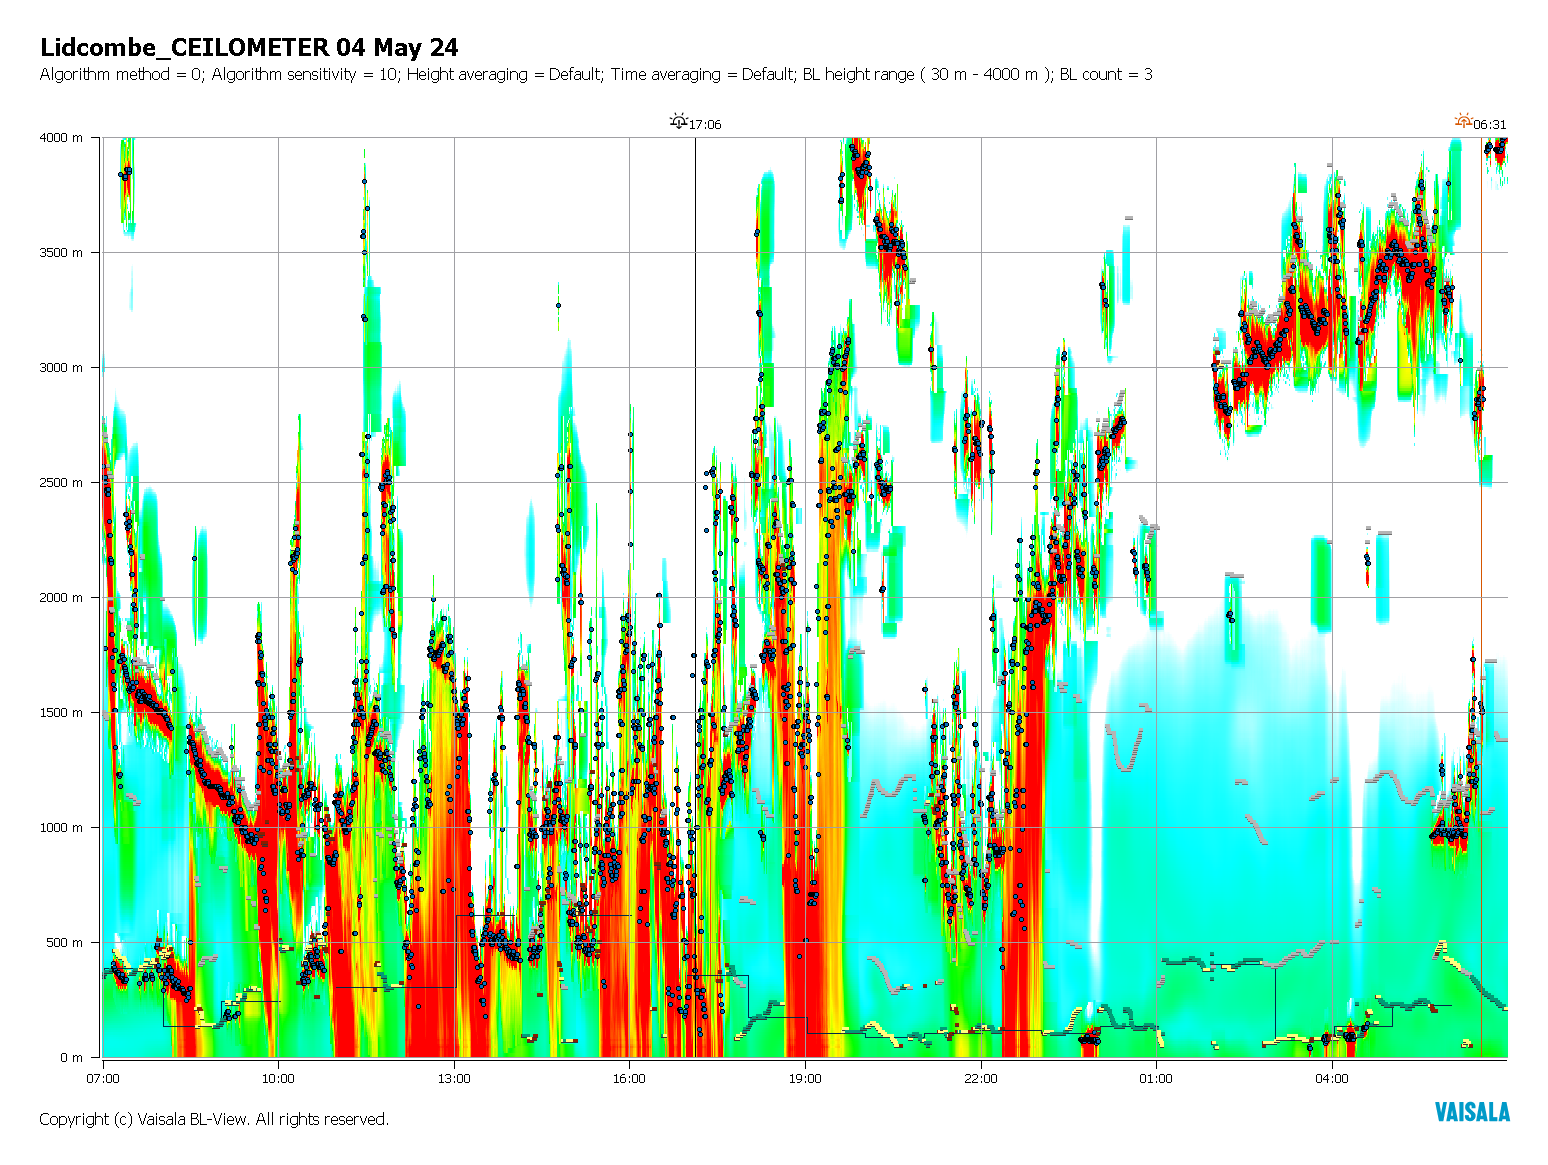 Lidcombe_CEILOMETER 04 May 24
Algorithm method = 0; Algorithm sensitivity = 10; Height averaging = Default; Time averaging = Default; BL height range ( 30 m - 4000 m ); BL count = 3
17:06
06:31
4000 m
3500 m
3000 m
2500 m
2000 m
1500 m
1000 m
500 m
0 m
07:00 10:00 13:00 16:00 19:00 22:00 01:00 04:00
Copyright (c) Vaisala BL-View. All rights reserved.
VAISALA